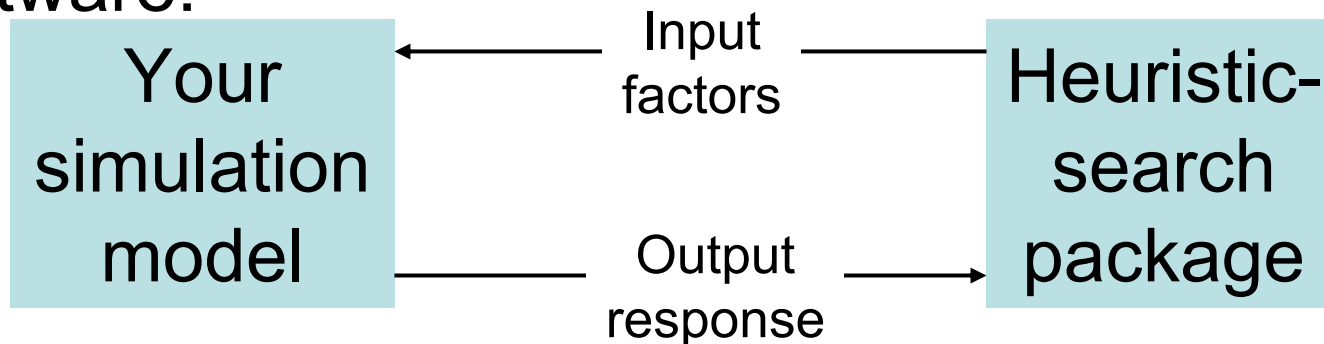 Your
simulation
model
Input
factors
Output
response
Heuristic-
search
package